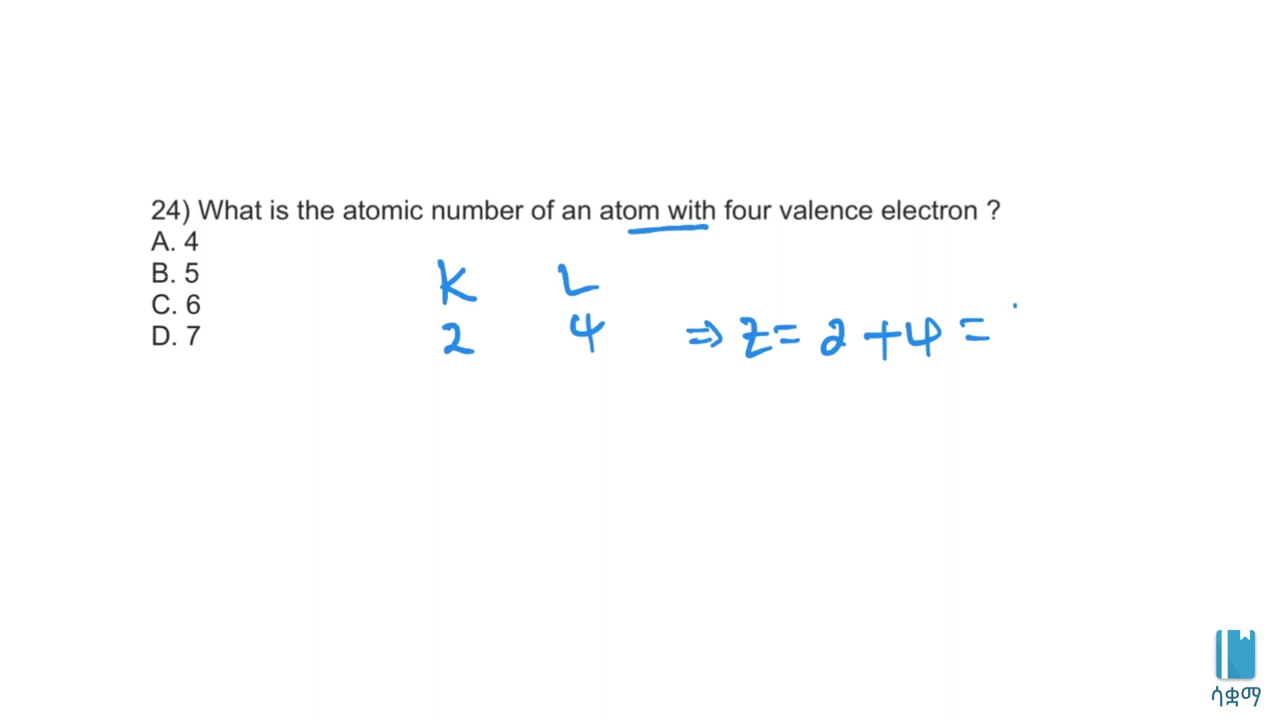 24) What is the atomic number of an atom with four valence electron ?
A. 4
B. 5
C. 6
D. 7
K L
2 4 ⇒ Z = 2 + 4 =
ሳቋማ